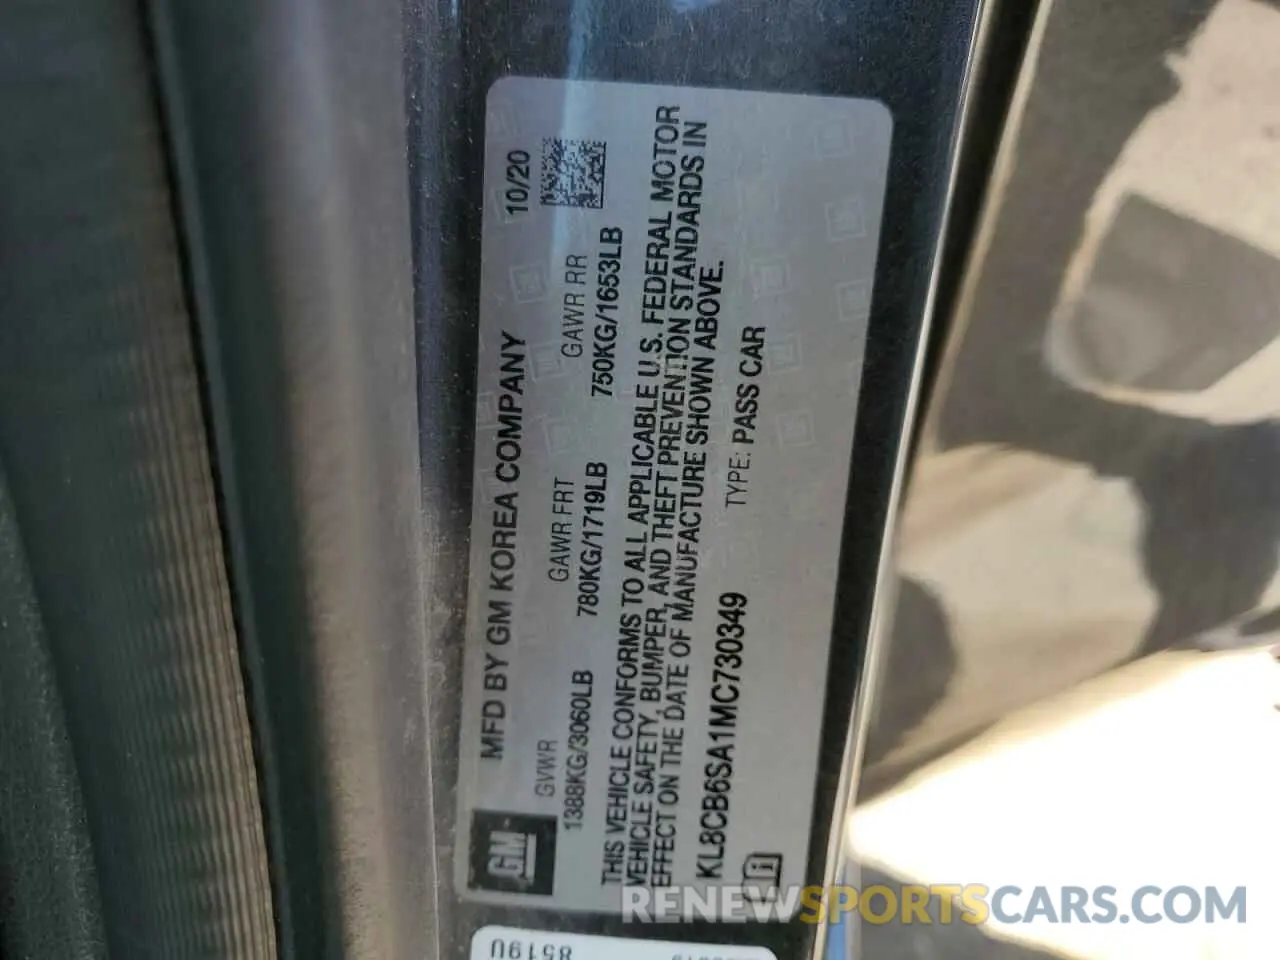 MFD BY GM KOREA COMPANY 10/20
GM
GVWR GAWR FRT GAWR RR
1388KG/3060LB 780KG/1719LB 750KG/1653LB
THIS VEHICLE CONFORMS TO ALL APPLICABLE U.S. FEDERAL MOTOR
VEHICLE SAFETY, BUMPER, AND THEFT PREVENTION STANDARDS IN
EFFECT ON THE DATE OF MANUFACTURE SHOWN ABOVE.
KL8CB6SA1MC730349 TYPE: PASS CAR
8519U
RENEWSPORTSCARS.COM